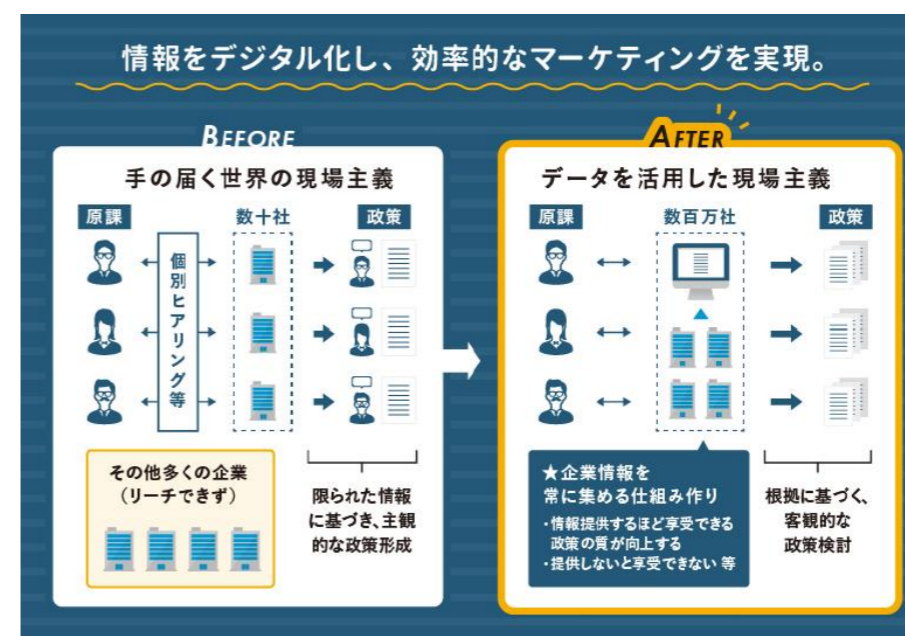 情報をデジタル化し、効率的なマーケティングを実現。
BEFORE
手の届く世界の現場主義
原課
数十社
政策
個別ヒアリング等
その他多くの企業
（リーチできず）
限られた情報
に基づき、主観
的な政策形成
AFTER
データを活用した現場主義
原課
数百万社
政策
★企業情報を
常に集める仕組み作り
・情報提供するほど享受できる
政策の質が向上する
・提供しないと享受できない 等
根拠に基づく、
客観的な
政策検討